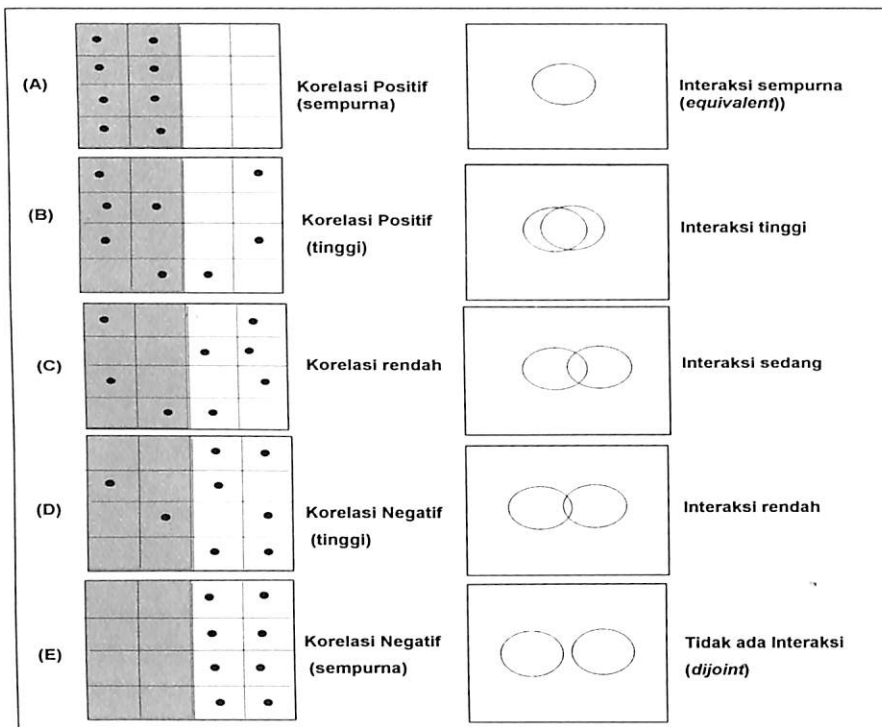 (A)
Korelasi Positif
(sempurna)
Interaksi sempurna
(equivalent))
(B)
Korelasi Positif
(tinggi)
Interaksi tinggi
(C)
Korelasi rendah
Interaksi sedang
(D)
Korelasi Negatif
(tinggi)
Interaksi rendah
(E)
Korelasi Negatif
(sempurna)
Tidak ada Interaksi
(dijoint)